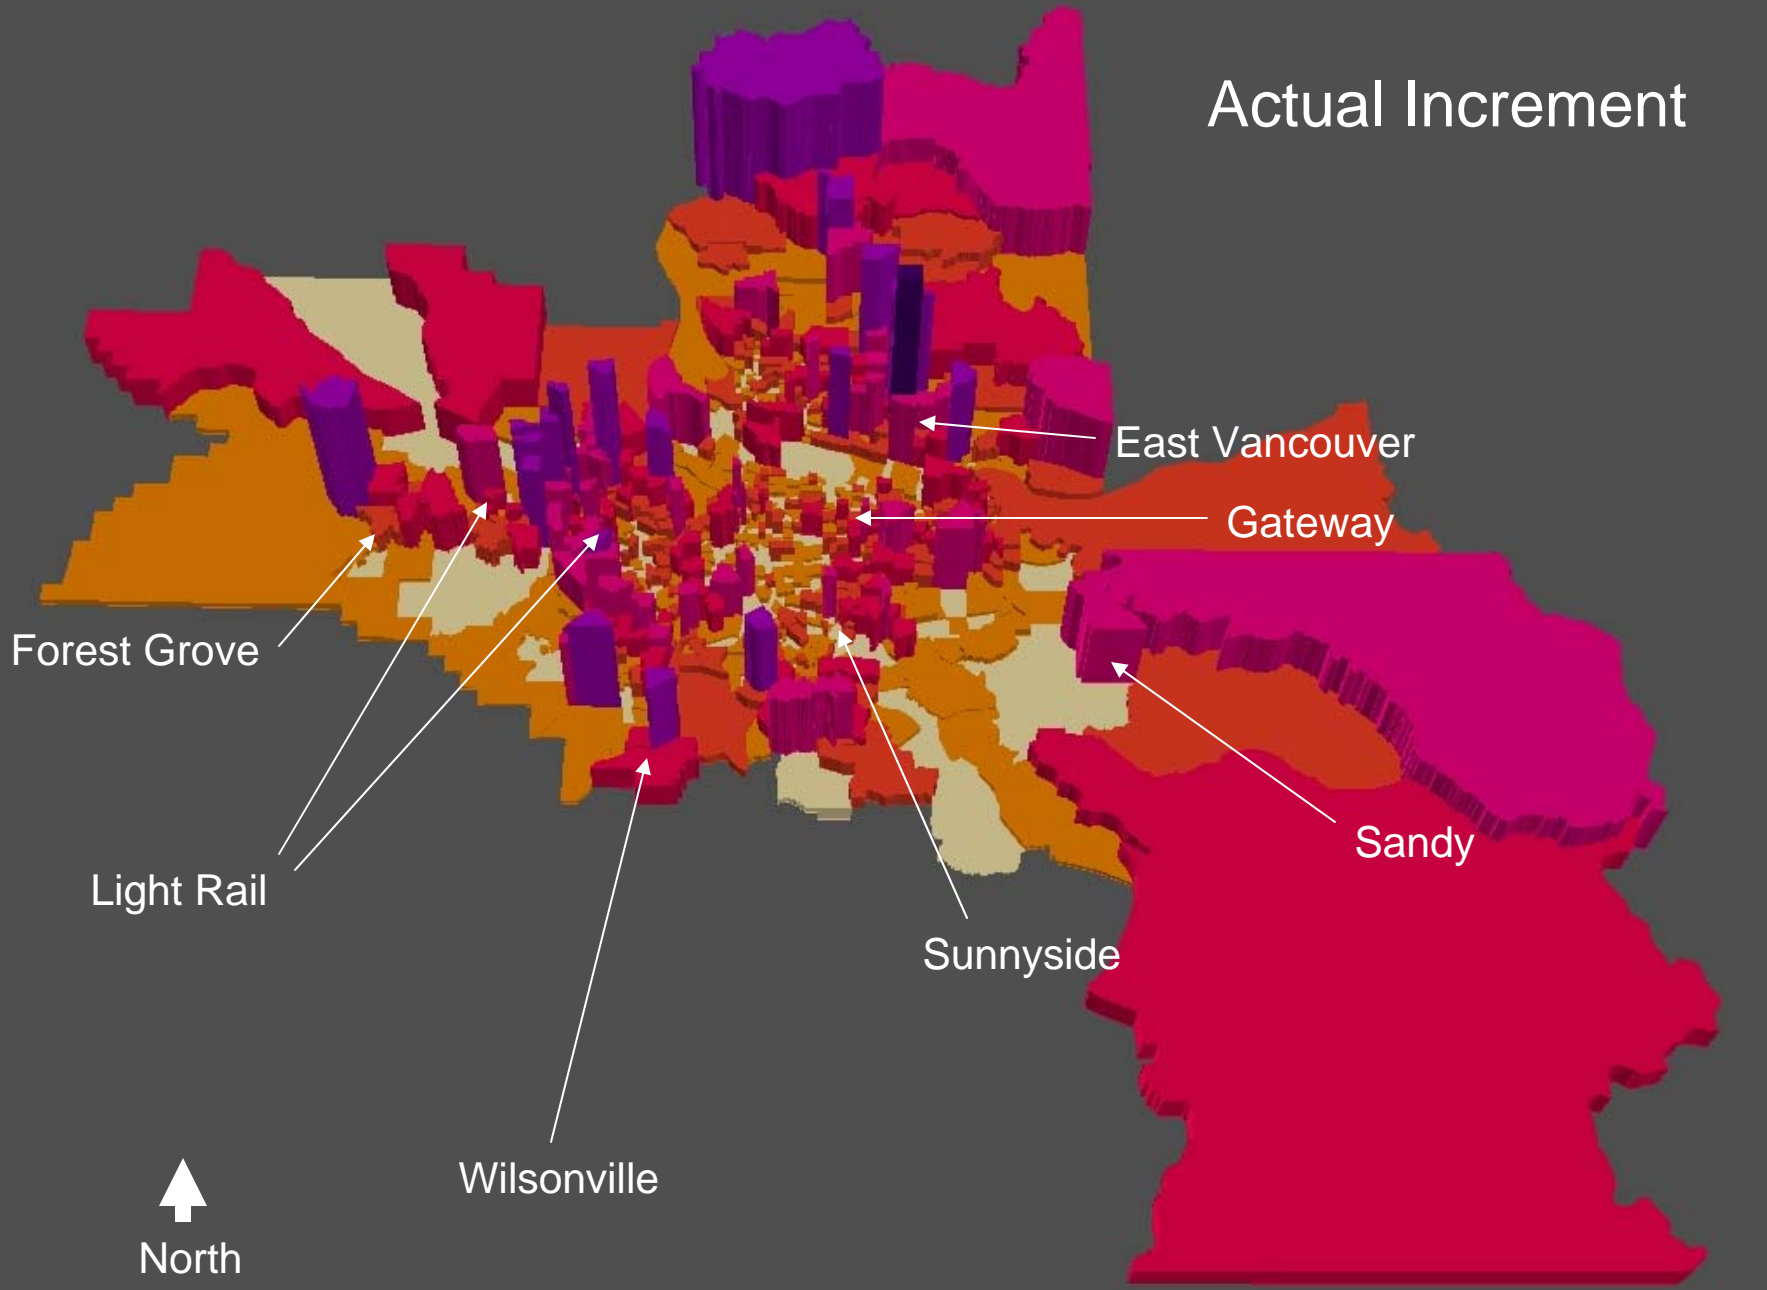 Actual Increment
East Vancouver
Gateway
Forest Grove
Sandy
Light Rail
Sunnyside
Wilsonville
North